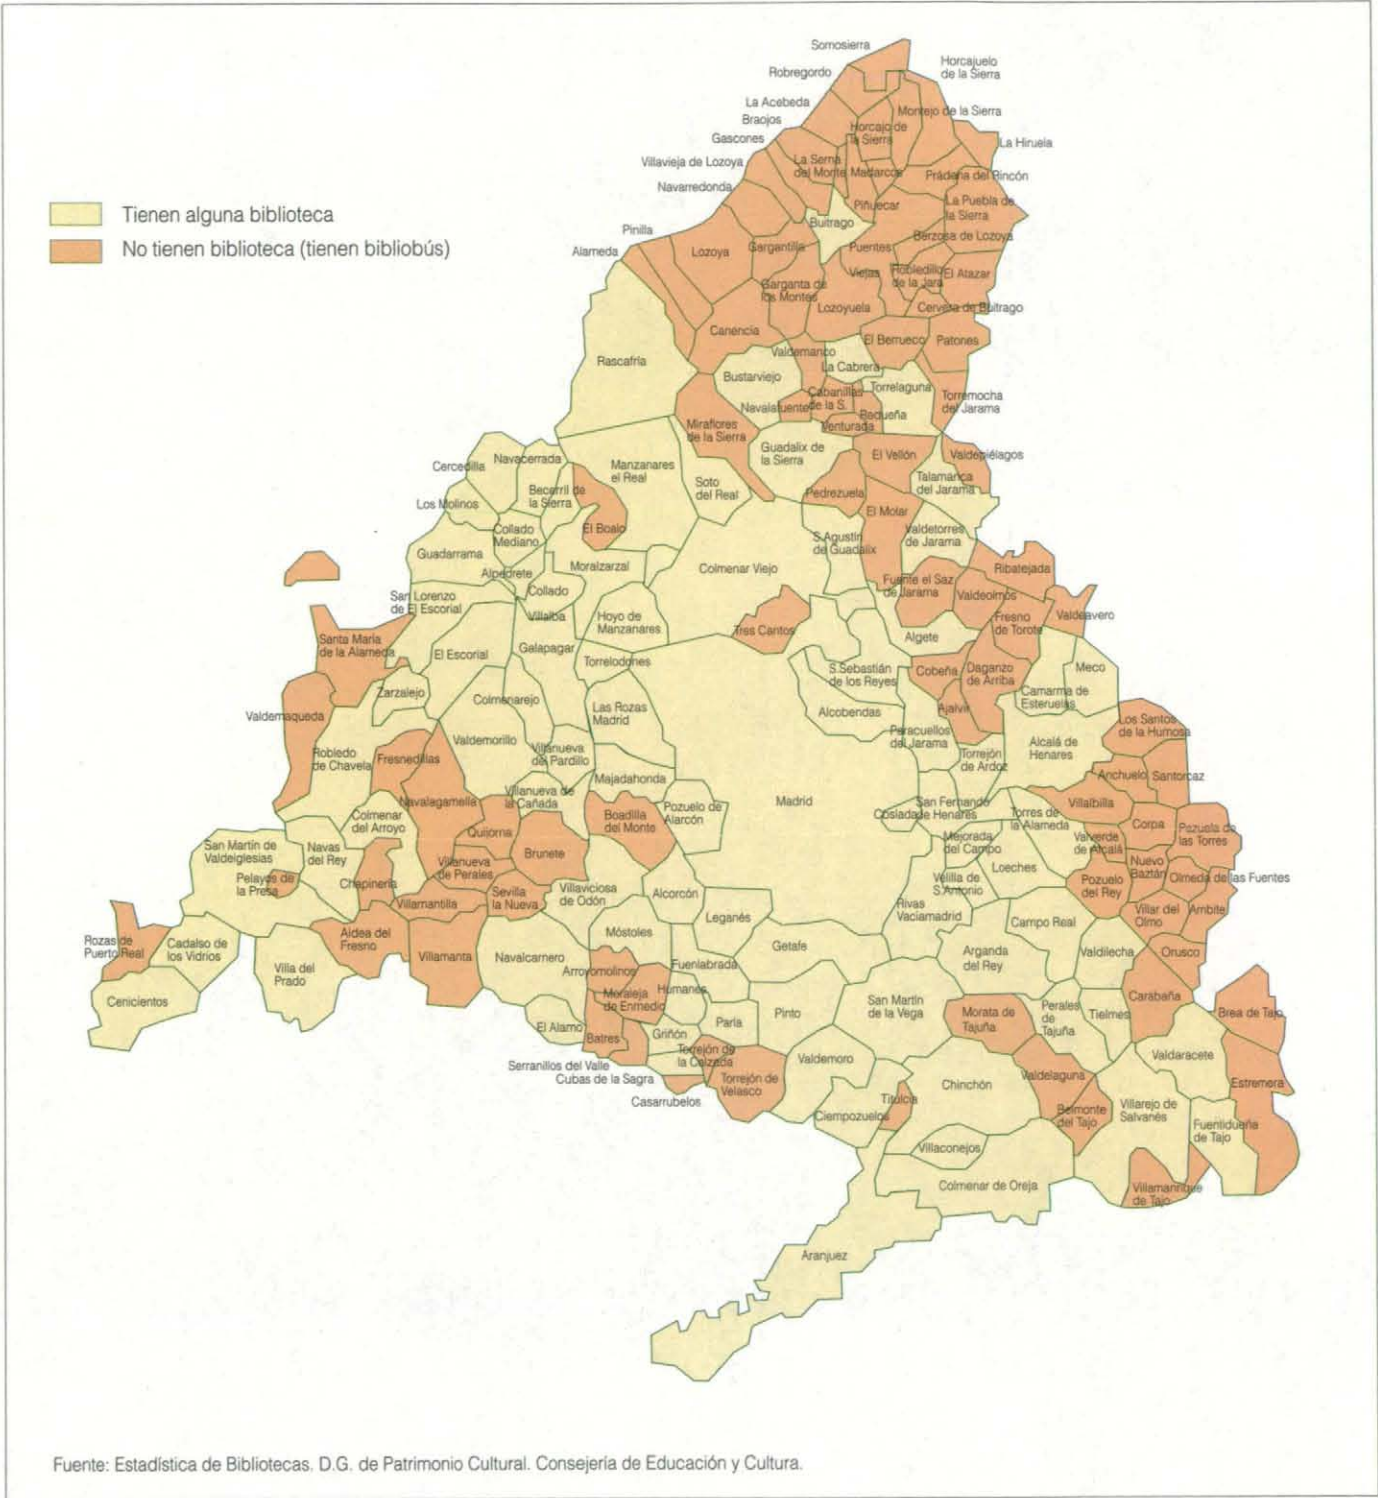 Somosierra
Horcajuelo
de la Sierra
Robregordo
La Acebeda
Montejo de la Sierra
Braojos
Horcajo de
la Sierra
Gascones
La Hiruela
Villavieja de Lozoya
La Serna
del Monte
Madarcos
Prádena del Rincón
Navarredonda
Tienen alguna biblioteca
Piñuecar
La Puebla de
la Sierra
Buitrago
Pinilla
Berzosa de Lozoya
No tienen biblioteca (tienen bibliobús)
Alameda
Lozoya
Gargantilla
Puentes
Viejas
Robledillo
de la Jara
El Atazar
Garganta de
los Montes
Lozoyuela
Cervera de Buitrago
Canencia
El Berrueco
Patones
Rascafría
Valdemanco
La Cabrera
Bustarviejo
Torrelaguna
Cabanillas
de la S.
Torremocha
del Jarama
Navalafuente
Requeña
Venturada
Miraflores
de la Sierra
Guadalix de
la Sierra
El Vellón
Valdepiélagos
Cercedilla
Navacerrada
Manzanares
el Real
Talamanca
del Jarama
Becerril de
la Sierra
Soto
del Real
Pedrezuela
Los Molinos
El Molar
Collado
Mediano
El Boalo
Valdetorres
de Jarama
S.Agustín
de Guadalix
Guadarrama
Moralzarzal
Colmenar Viejo
Ribatejada
Alpedrete
Fuente el Saz
de Jarama
Valdeolmos
Collado
Villalba
San Lorenzo
de El Escorial
Hoyo de
Manzanares
Fresno
de Torote
Valdeavero
Tres Cantos
Santa María
de la Alameda
Algete
El Escorial
Galapagar
Torrelodones
S.Sebastián
de los Reyes
Cobeña
Daganzo
de Arriba
Meco
Zarzalejo
Colmenarejo
Camarma de
Esteruelas
Valdemaqueda
Las Rozas
Madrid
Alcobendas
Ajalvir
Los Santos
de la Humosa
Paracuellos
del Jarama
Valdemorillo
Villanueva
del Pardillo
Alcalá de
Henares
Robledo
de Chavela
Fresnedillas
Torrejón
de Ardoz
Majadahonda
Anchuelo
Santorcaz
Navalagamella
Villanueva de
la Cañada
Madrid
San Fernando
de Henares
Villalbilla
Pozuelo de
Alarcón
Coslada
Colmenar
del Arroyo
Boadilla
del Monte
Torres de
la Alameda
Corpa
Pezuela de
las Torres
Quijorna
Mejorada
del Campo
Valverde
de Alcalá
San Martín de
Valdeiglesias
Navas
del Rey
Brunete
Villanueva
de Perales
Loeches
Nuevo
Baztán
Olmeda de las Fuentes
Pelayos de
la Presa
Chapinería
Velilla de
S.Antonio
Pozuelo
del Rey
Sevilla
la Nueva
Villaviciosa
de Odón
Alcorcón
Villamantilla
Rivas
Vaciamadrid
Villar del
Olmo
Ambite
Leganés
Campo Real
Aldea del
Fresno
Móstoles
Rozas de
Puerto Real
Cadalso de
los Vidrios
Getafe
Arganda
del Rey
Valdilecha
Orusco
Villamanta
Navalcarnero
Villa del
Prado
Arroyomolinos
Fuenlabrada
Cenicientos
Moraleja
de Enmedio
Humanes
San Martín
de la Vega
Carabaña
Morata de
Tajuña
Perales
de
Tajuña
Tielmes
Brea de Tajo
Pinto
Parla
El Alamo
Batres
Griñón
Torrejón de
la Calzada
Valdemoro
Valdaracete
Serranillos del Valle
Cubas de la Sagra
Torrejón de
Velasco
Valdelaguna
Chinchón
Estremera
Casarrubelos
Titulcia
Villarejo de
Salvanés
Belmonte
del Tajo
Ciempozuelos
Fuentidueña
de Tajo
Villaconejos
Colmenar de Oreja
Villamanrique
de Tajo
Aranjuez
Fuente: Estadística de Bibliotecas. D.G. de Patrimonio Cultural. Consejería de Educación y Cultura.